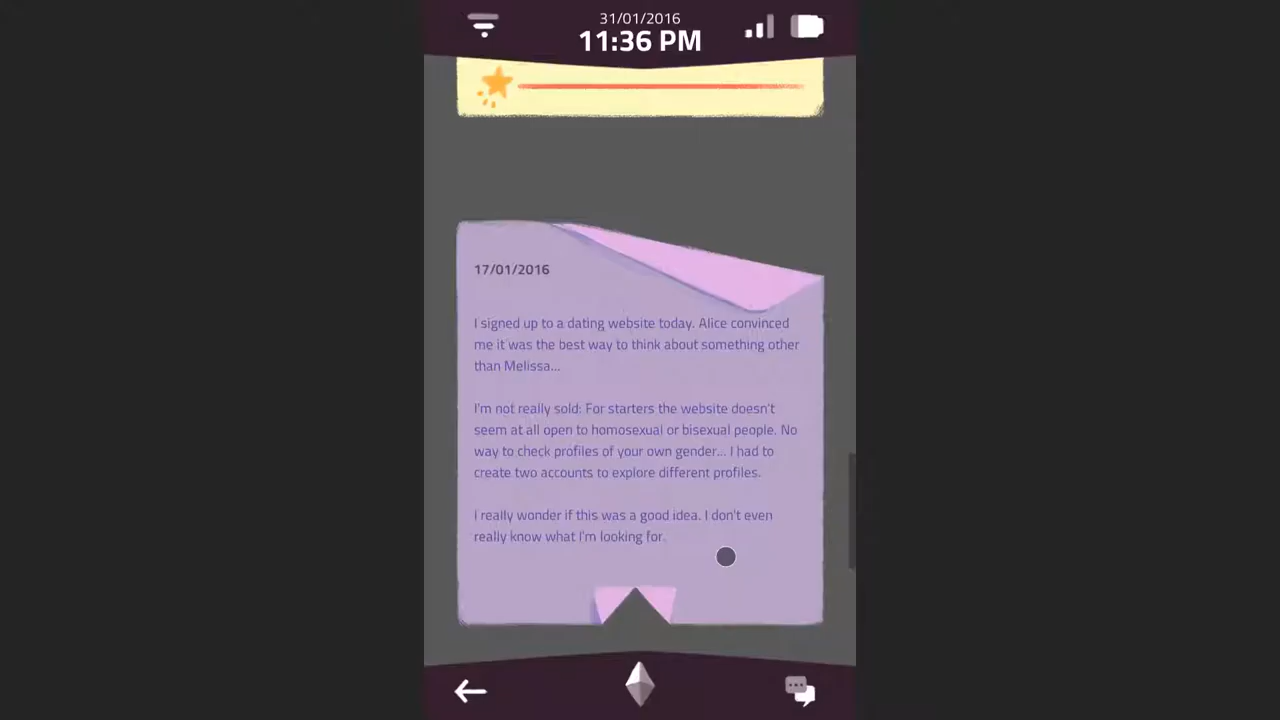 31/01/2016
11:36 PM
17/01/2016
I signed up to a dating website today. Alice convinced
me it was the best way to think about something other
than Melissa...
I'm not really sold: For starters the website doesn't
seem at all open to homosexual or bisexual people. No
way to check profiles of your own gender... I had to
create two accounts to explore different profiles.
I really wonder if this was a good idea. I don't even
really know what I'm looking for.